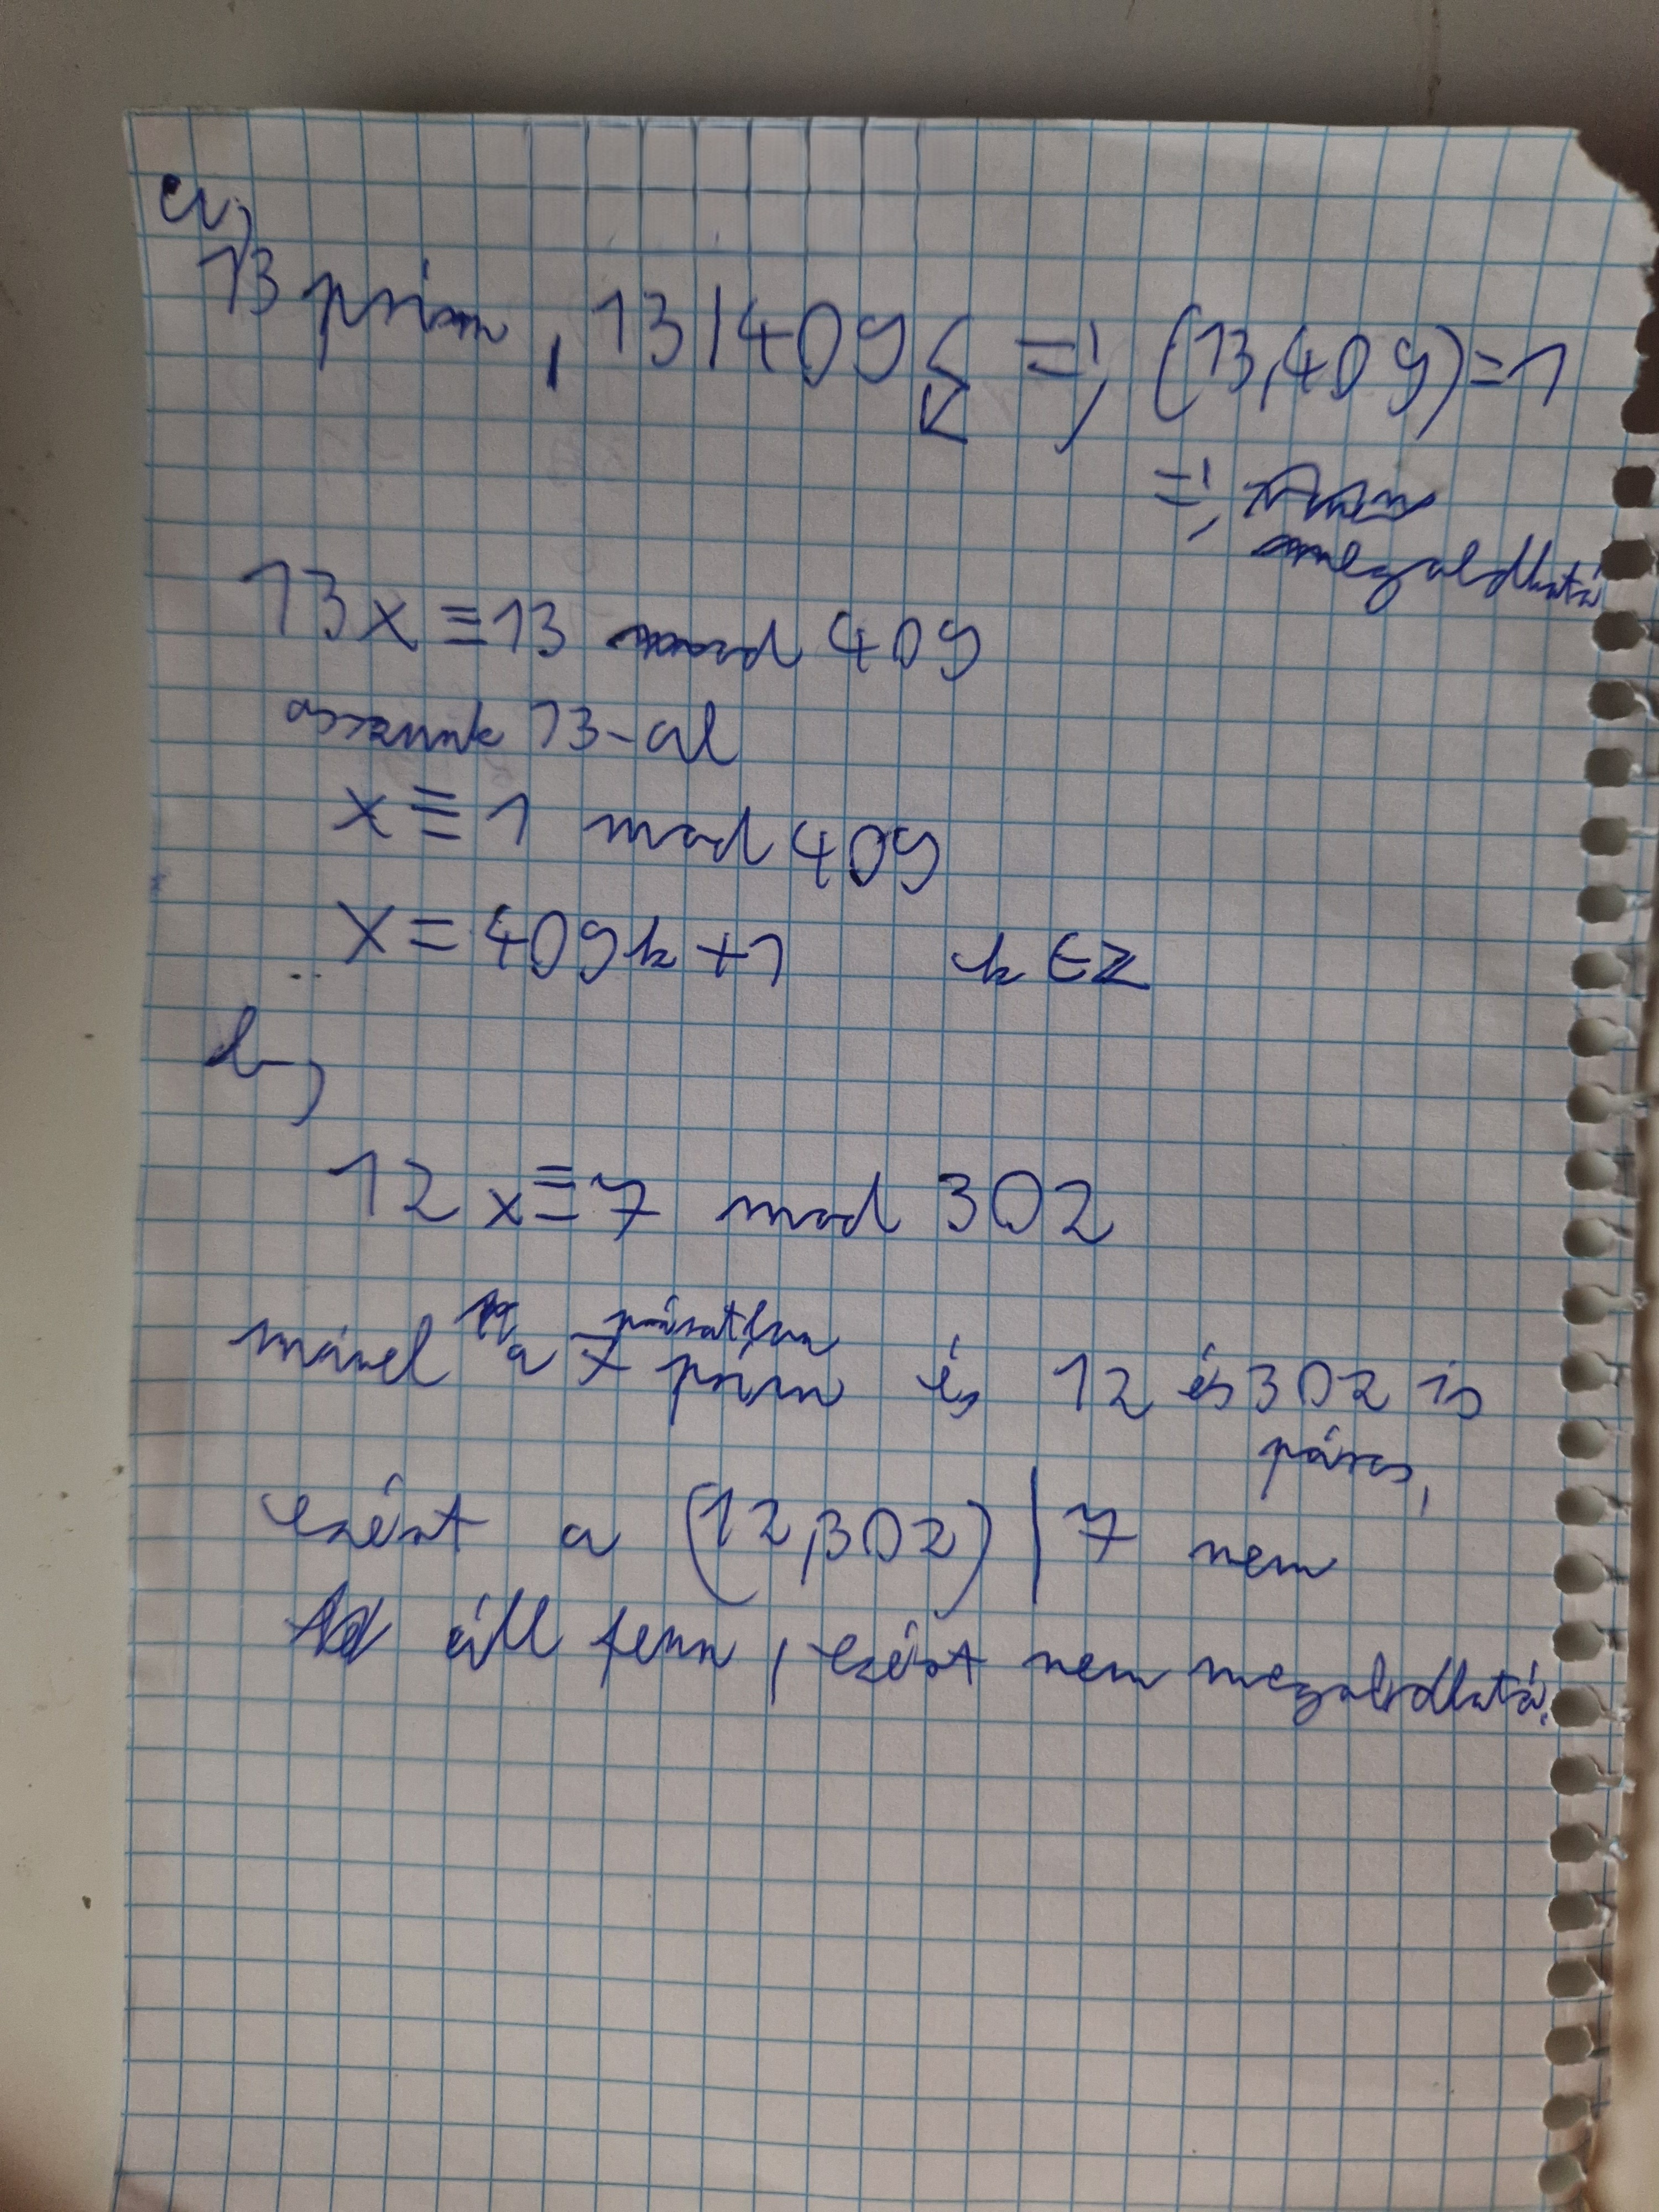 a,
13 prím, 13|409 ↯ => (13,409)=1
=>
megoldható
13x≡13 mod 409
osszunk 13-al
x≡1 mod 409
x=409k+1 k∈Z
b,
12x≡7 mod 302
páratlan
mivel a 7 prím és 12 és 302 is
páros,
ezért a (12,302)|7 nem
áll fenn, ezért nem megoldható.